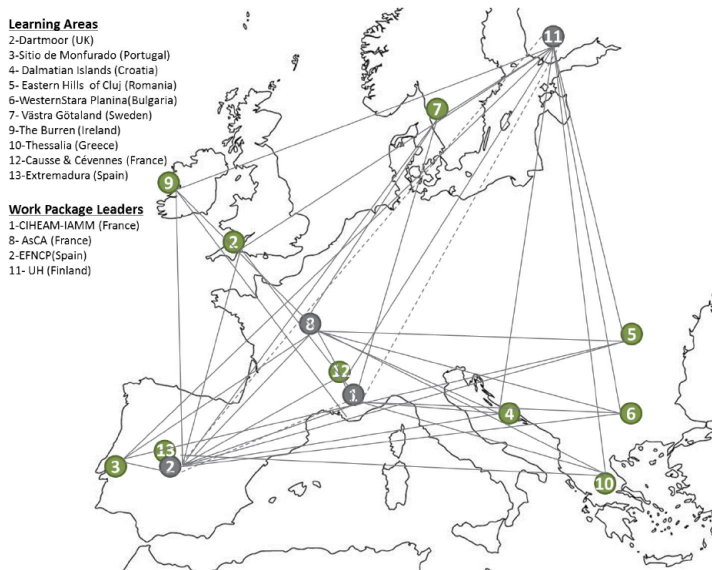 Learning Areas
2-Dartmoor (UK)
3-Sitio de Monfurado (Portugal)
4- Dalmatian Islands (Croatia)
5- Eastern Hills of Cluj (Romania)
6-WesternStara Planina(Bulgaria)
7- Västra Götaland (Sweden)
9-The Burren (Ireland)
10-Thessalia (Greece)
12-Causse & Cévennes (France)
13-Extremadura (Spain)
Work Package Leaders
1-CIHEAM-IAMM (France)
8- AsCA (France)
2-EFNCP(Spain)
11- UH (Finland)
11
7
9
2
8
5
12
1
4
6
13
3
2
10